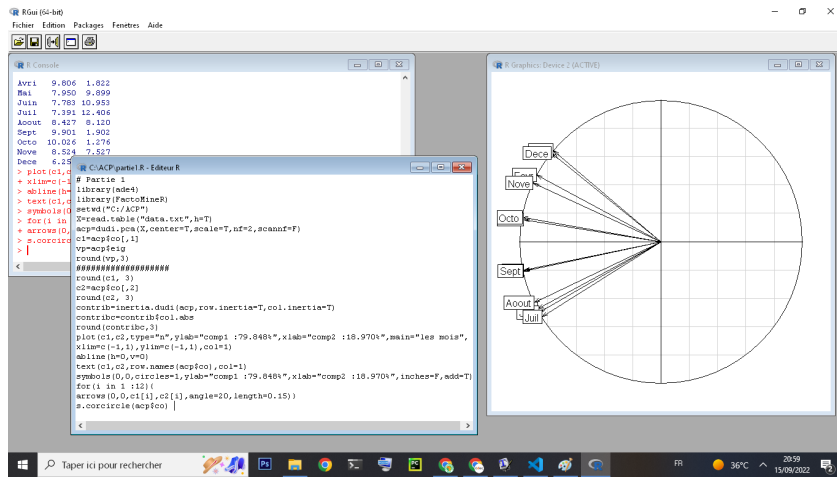 RGui (64-bit)
Fichier Edition Packages Fenetres Aide
R Console
Avri 9.806 1.822
Mai 7.950 9.899
Juin 7.783 10.953
Juil 7.391 12.406
Aoout 8.427 8.120
Sept 9.901 1.902
Octo 10.026 1.276
Nove 8.524 7.527
Dece 6.25
> plot(c1,c
+ xlim=c(-1
> abline(h=
> text(c1,c
> symbols(0
> for(i in
+ arrows(0,
> s.corcirc
>
C:\ACP\partie1.R - Editeur R
# Partie 1
library(ade4)
library(FactoMineR)
setwd("C:/ACP")
X=read.table("data.txt",h=T)
acp=dudi.pca(X,center=T,scale=T,nf=2,scannf=F)
c1=acp$co[,1]
vp=acp$eig
round(vp,3)
###################
round(c1, 3)
c2=acp$co[,2]
round(c2, 3)
contrib=inertia.dudi(acp,row.inertia=T,col.inertia=T)
contribc=contrib$col.abs
round(contribc,3)
plot(c1,c2,type="n",ylab="comp1 :79.848%",xlab="comp2 :18.970%",main="les mois",
xlim=c(-1,1),ylim=c(-1,1),col=1)
abline(h=0,v=0)
text(c1,c2,row.names(acp$co),col=1)
symbols(0,0,circles=1,ylab="comp1 :79.848%",xlab="comp2 :18.970%",inches=F,add=T)
for(i in 1 :12){
arrows(0,0,c1[i],c2[i],angle=20,length=0.15)}
s.corcircle(acp$co)
R Graphics: Device 2 (ACTIVE)
Dece
Nove
Octo
Sept
Aoout
Juil
Taper ici pour rechercher
Ps
PC
FR
36°C
20:59
15/09/2022
2